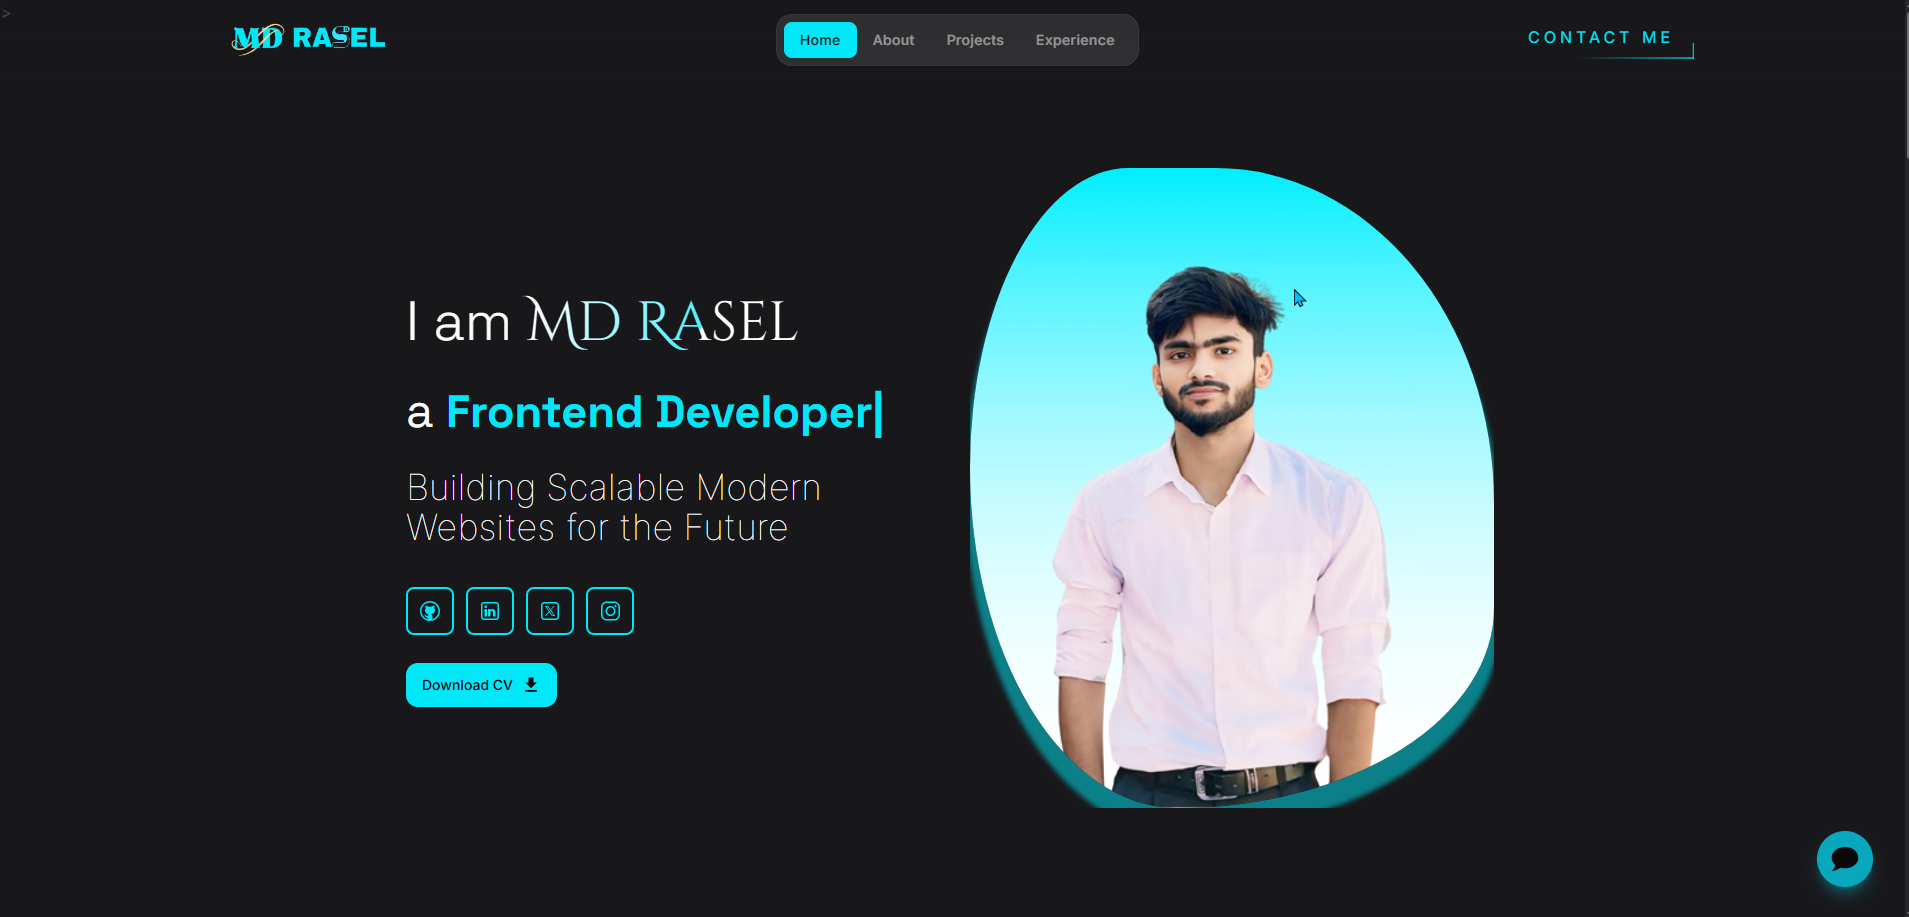 >
MD RASEL
Home About Projects Experience
CONTACT ME
I am MD RASEL
a Frontend Developer|
Building Scalable Modern
Websites for the Future
in X
Download CV